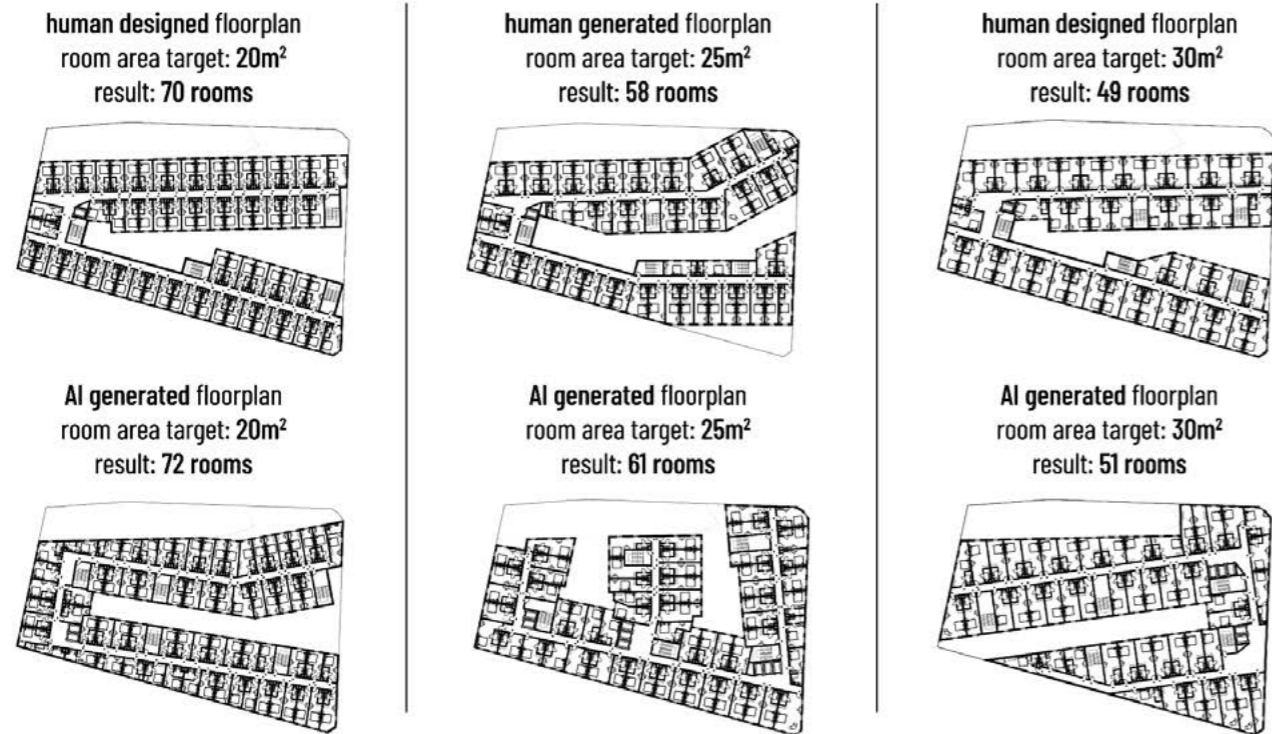 human designed floorplan
room area target: 20m²
result: 70 rooms
human generated floorplan
room area target: 25m²
result: 58 rooms
human designed floorplan
room area target: 30m²
result: 49 rooms
AI generated floorplan
room area target: 20m²
result: 72 rooms
AI generated floorplan
room area target: 25m²
result: 61 rooms
AI generated floorplan
room area target: 30m²
result: 51 rooms